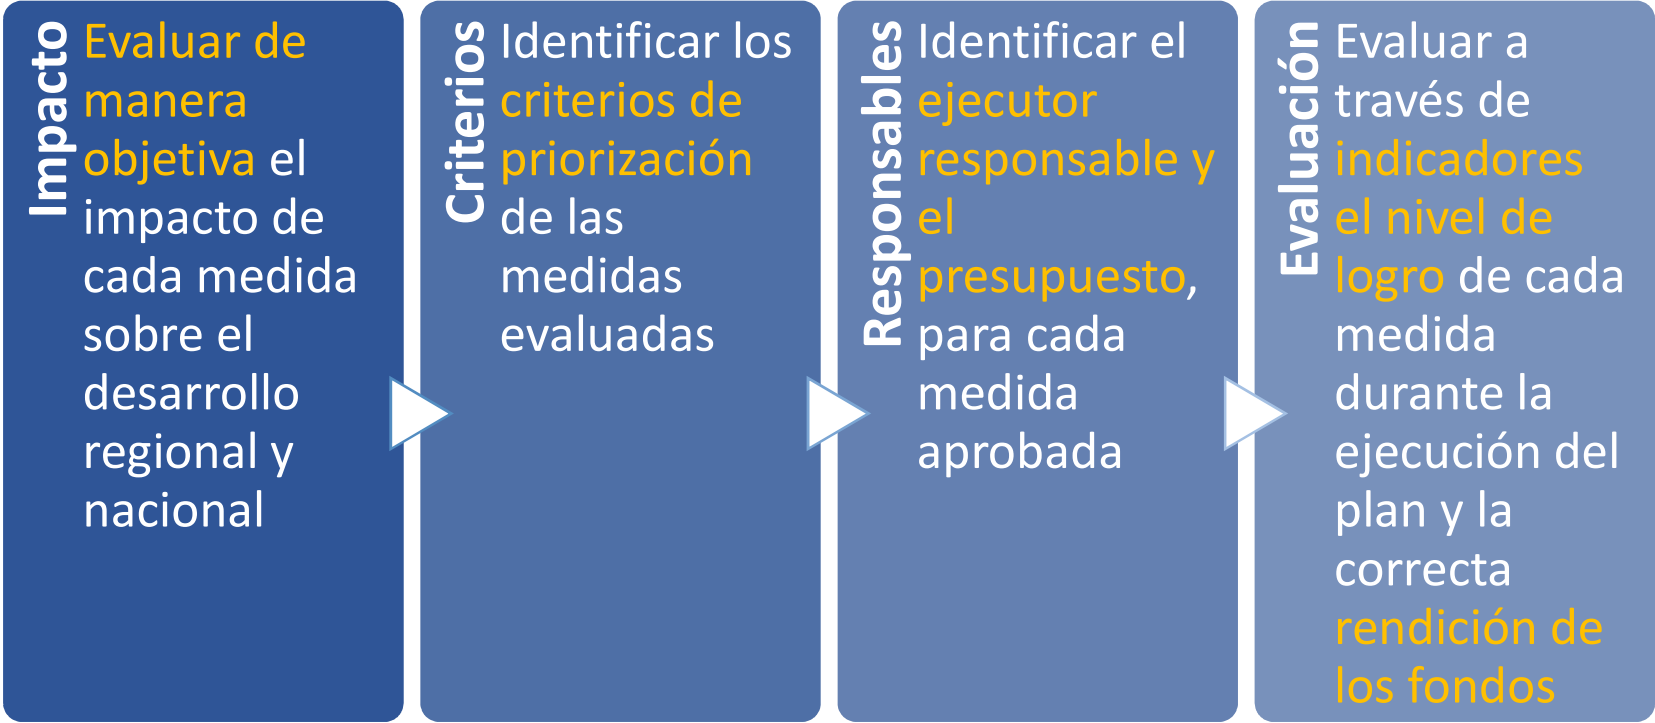 Impacto
Evaluar de
manera
objetiva el
impacto de
cada medida
sobre el
desarrollo
regional y
nacional
Criterios
Identificar los
criterios de
priorización
de las
medidas
evaluadas
Responsables
Identificar el
ejecutor
responsable y
el
presupuesto,
para cada
medida
aprobada
Evaluación
Evaluar a
través de
indicadores
el nivel de
logro de cada
medida
durante la
ejecución del
plan y la
correcta
rendición de
los fondos